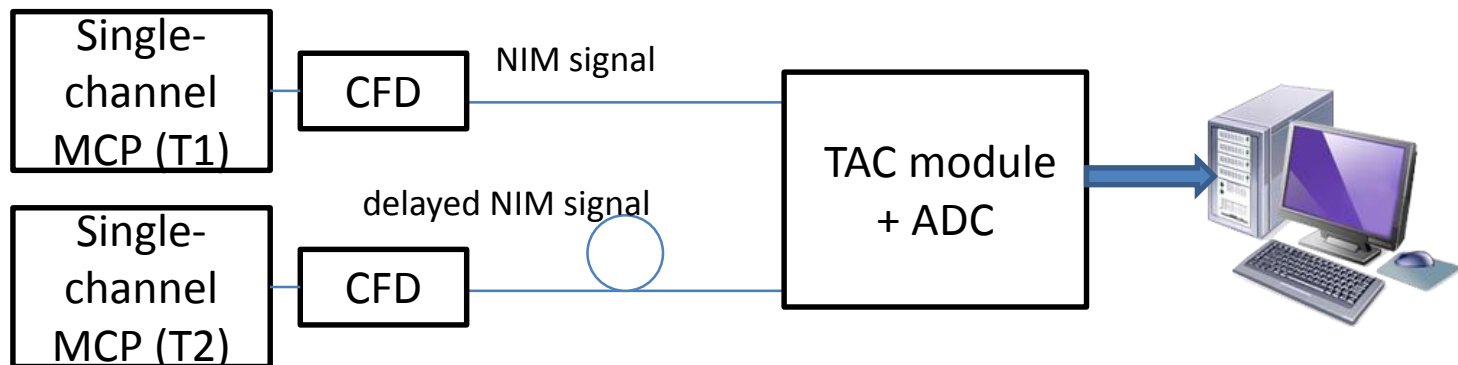 Single-
channel
MCP (T1)
CFD
NIM signal
Single-
channel
MCP (T2)
CFD
delayed NIM signal
TAC module
+ ADC